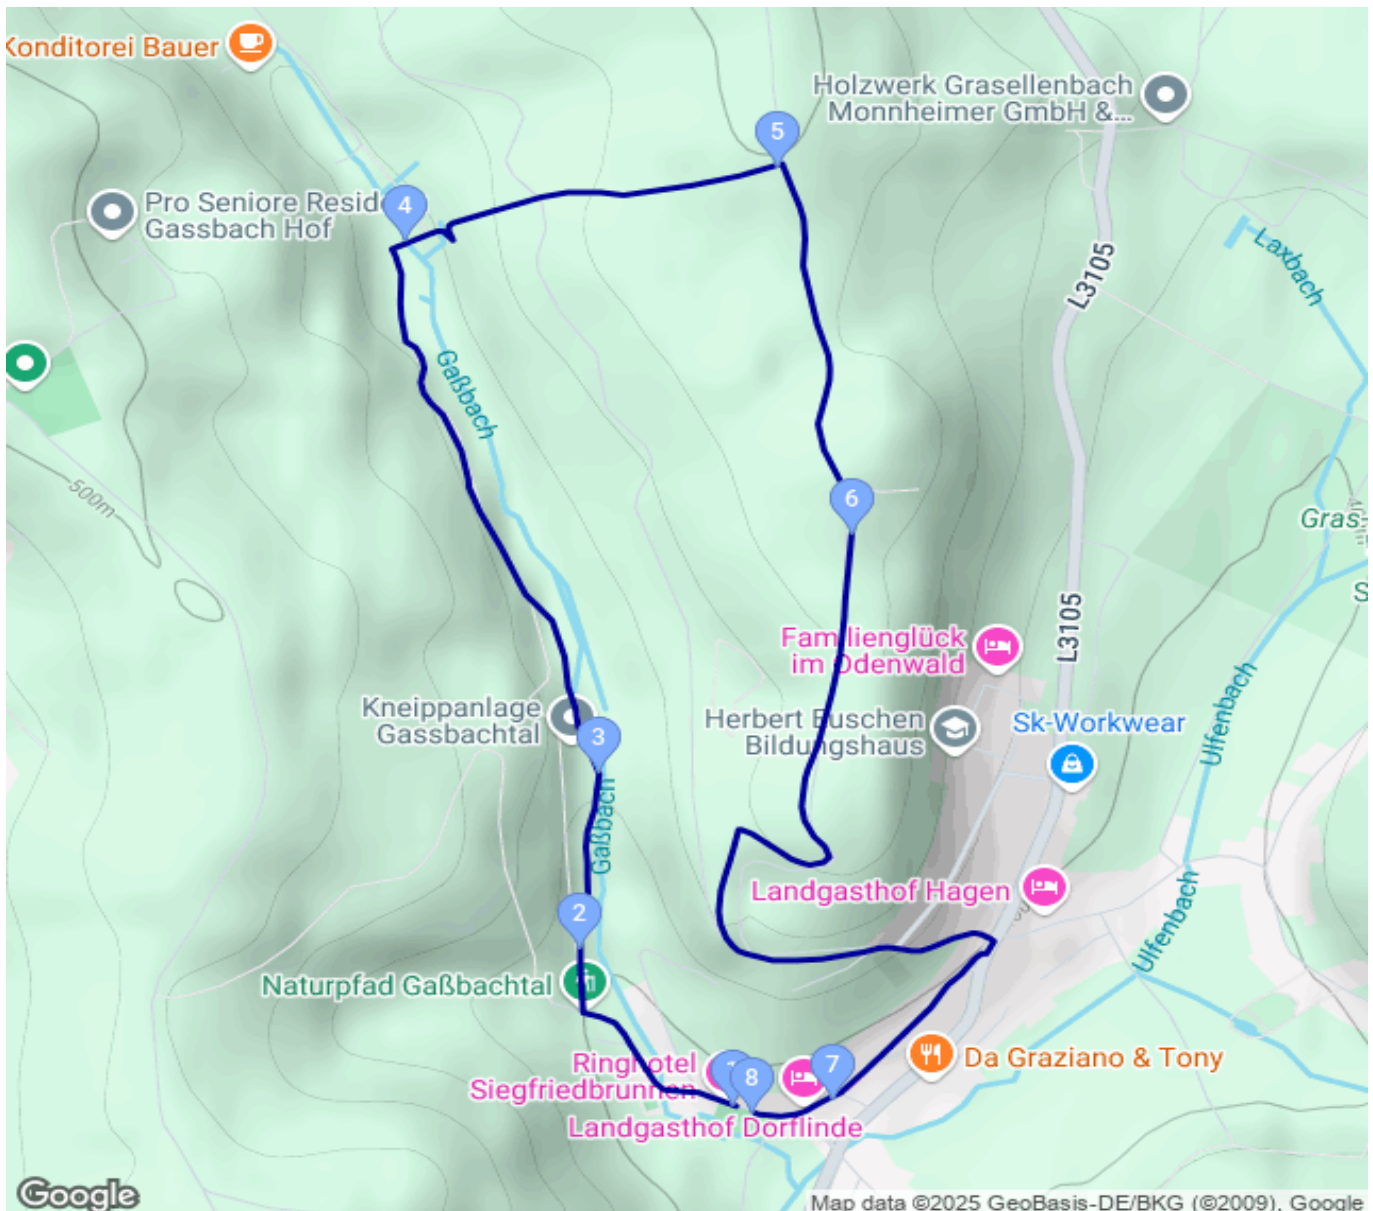 Konditorei Bauer
Holzwerk Grasellenbach
Monnheimer GmbH &...
5
Pro Seniore Resid
Gassbach Hof
4
Laxbach
L3105
Gaßbach
500m
6
Gras-
S
L3105
Familienglück
im Odenwald
Ulfenbach
Kneippanlage
Gassbachtal
3
Herbert Buschen
Bildungshaus
Sk-Workwear
Gaßbach
Landgasthof Hagen
2
Ulfenbach
Naturpfad Gaßbachtal
Ringhotel
Siegfriedbrunnen
1
8
7
Da Graziano & Tony
Landgasthof Dorflinde
Google
Map data ©2025 GeoBasis-DE/BKG (©2009), Google